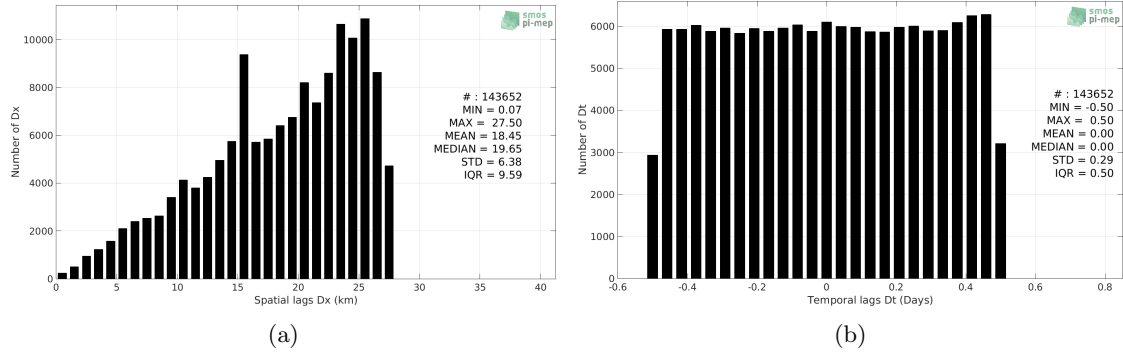 smos
pi-mep
10000
8000
6000
4000
2000
0
Number of Dx
# : 143652
MIN = 0.07
MAX = 27.50
MEAN = 18.45
MEDIAN = 19.65
STD = 6.38
IQR = 9.59
0 5 10 15 20 25 30 35 40
Spatial lags Dx (km)
(a)
smos
pi-mep
6000
5000
4000
3000
2000
1000
0
Number of Dt
# : 143652
MIN = -0.50
MAX = 0.50
MEAN = 0.00
MEDIAN = 0.00
STD = 0.29
IQR = 0.50
-0.6 -0.4 -0.2 0 0.2 0.4 0.6 0.8
Temporal lags Dt (Days)
(b)